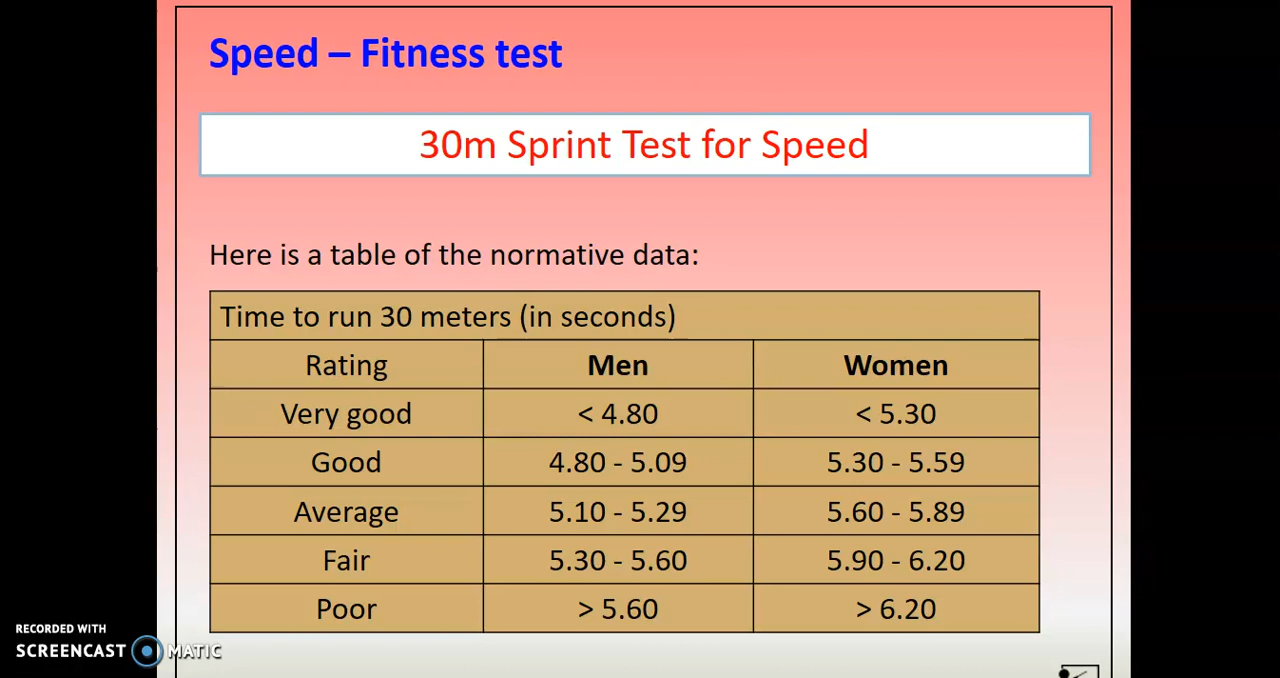 Speed – Fitness test
30m Sprint Test for Speed
Here is a table of the normative data:
Time to run 30 meters (in seconds)
Rating Men Women
Very good < 4.80 < 5.30
Good 4.80 - 5.09 5.30 - 5.59
Average 5.10 - 5.29 5.60 - 5.89
Fair 5.30 - 5.60 5.90 - 6.20
Poor > 5.60 > 6.20
RECORDED WITH
SCREENCAST MATIC